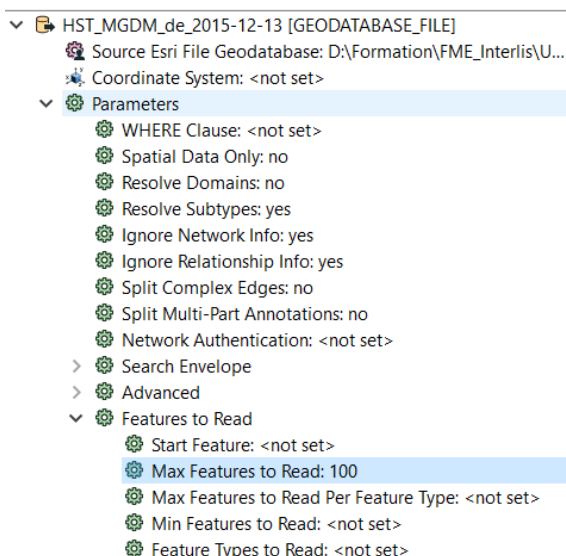 HST_MGDM_de_2015-12-13 [GEODATABASE_FILE]
Source Esri File Geodatabase: D:\Formation\FME_Interlis\U...
Coordinate System: <not set>
Parameters
WHERE Clause: <not set>
Spatial Data Only: no
Resolve Domains: no
Resolve Subtypes: yes
Ignore Network Info: yes
Ignore Relationship Info: yes
Split Complex Edges: no
Split Multi-Part Annotations: no
Network Authentication: <not set>
Search Envelope
Advanced
Features to Read
Start Feature: <not set>
Max Features to Read: 100
Max Features to Read Per Feature Type: <not set>
Min Features to Read: <not set>
Feature Types to Read: <not set>